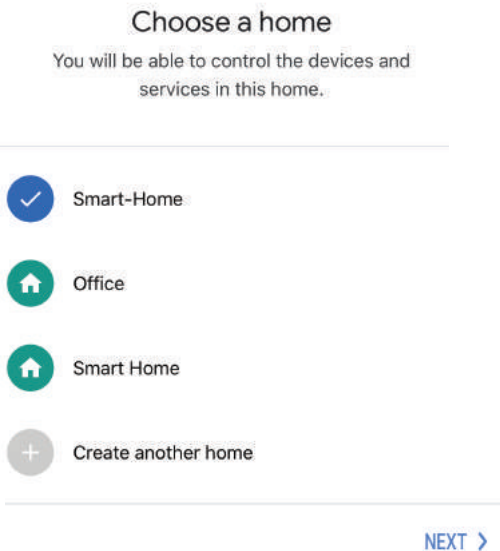 Choose a home
You will be able to control the devices and
services in this home.
Smart-Home
Office
Smart Home
Create another home
NEXT